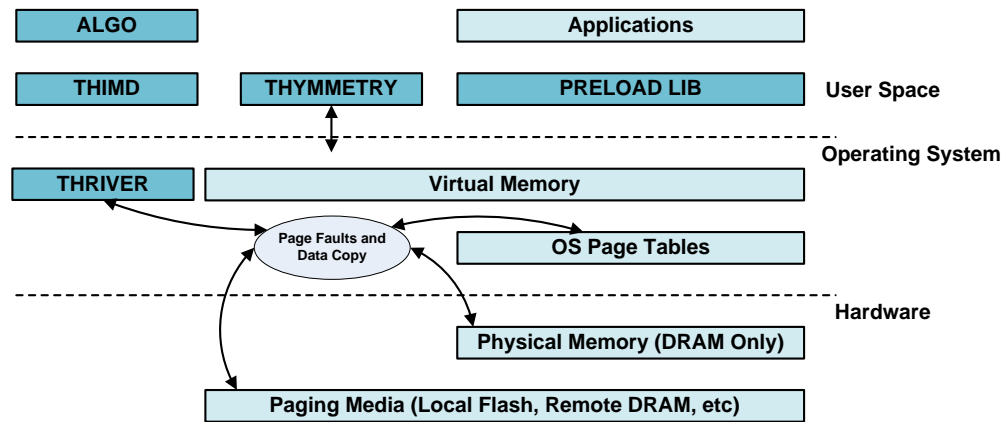 ALGO
Applications
THIMD
THYMMETRY
PRELOAD LIB
User Space
Operating System
THRIVER
Virtual Memory
Page Faults and
Data Copy
OS Page Tables
Hardware
Physical Memory (DRAM Only)
Paging Media (Local Flash, Remote DRAM, etc)